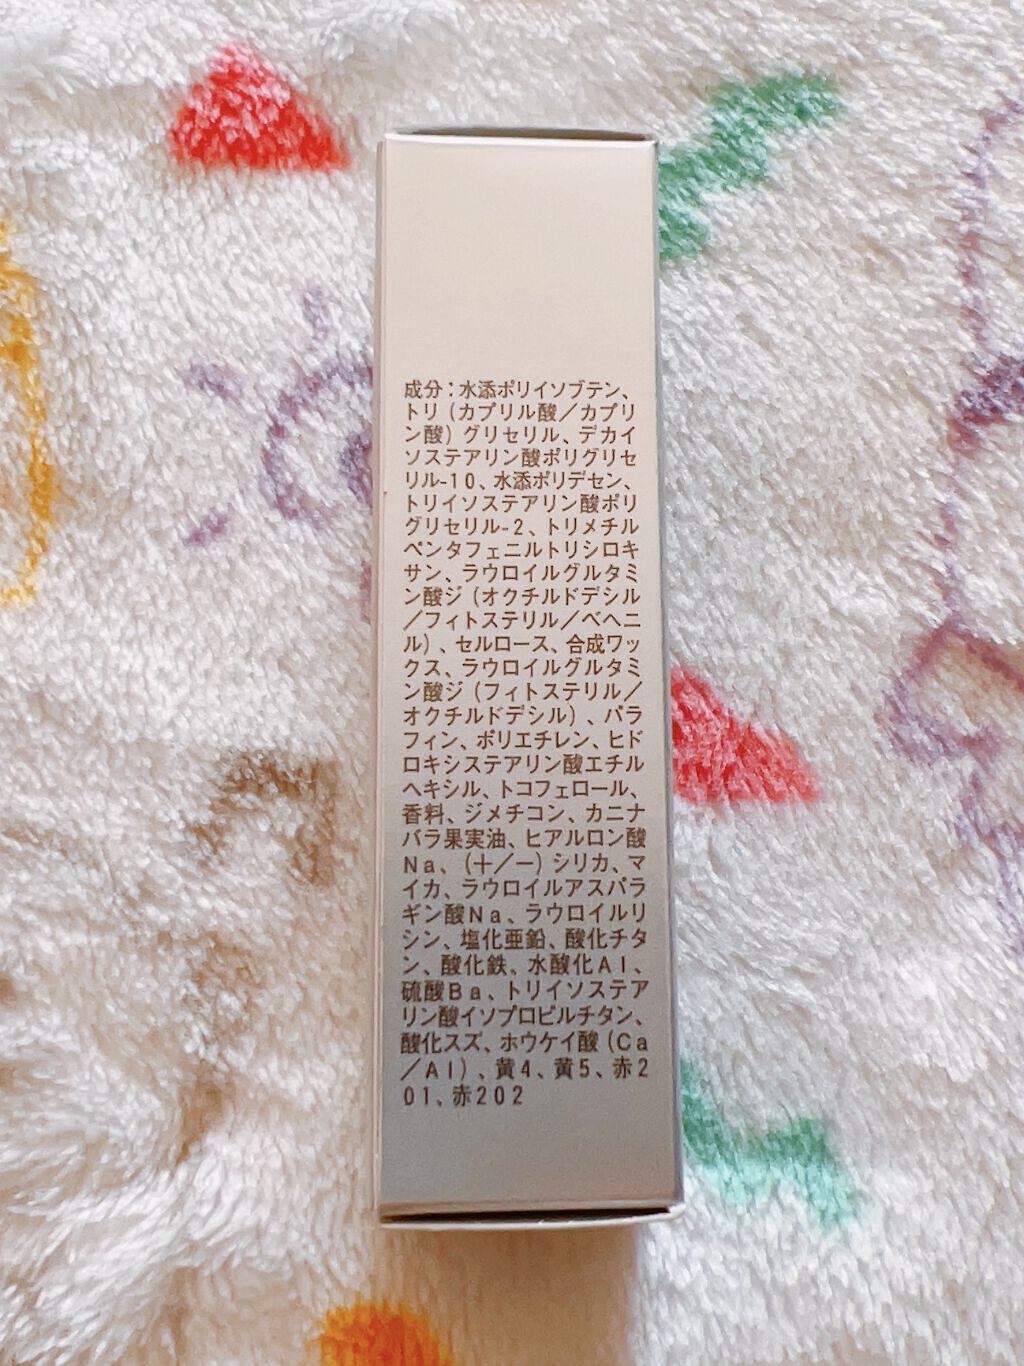 成分：水添ポリイソブテン、
トリ（カプリル酸／カプリ
ン酸）グリセリル、デカイ
ソステアリン酸ポリグリセ
リル-１０、水添ポリデセン、
トリイソステアリン酸ポリ
グリセリル-２、トリメチル
ペンタフェニルトリシロキ
サン、ラウロイルグルタミ
ン酸ジ（オクチルドデシル
／フィトステリル／ベヘニ
ル）、セルロース、合成ワッ
クス、ラウロイルグルタミ
ン酸ジ（フィトステリル／
オクチルドデシル）、パラ
フィン、ポリエチレン、ヒド
ロキシステアリン酸エチル
ヘキシル、トコフェロール、
香料、ジメチコン、カニナ
バラ果実油、ヒアルロン酸
Ｎａ、（＋／－）シリカ、マ
イカ、ラウロイルアスパラ
ギン酸Ｎａ、ラウロイルリ
シン、塩化亜鉛、酸化チタ
ン、酸化鉄、水酸化Ａｌ、
硫酸Ｂａ、トリイソステア
リン酸イソプロピルチタン、
酸化スズ、ホウケイ酸（Ｃａ
／Ａｌ）、黄４、黄５、赤２
０１、赤２０２